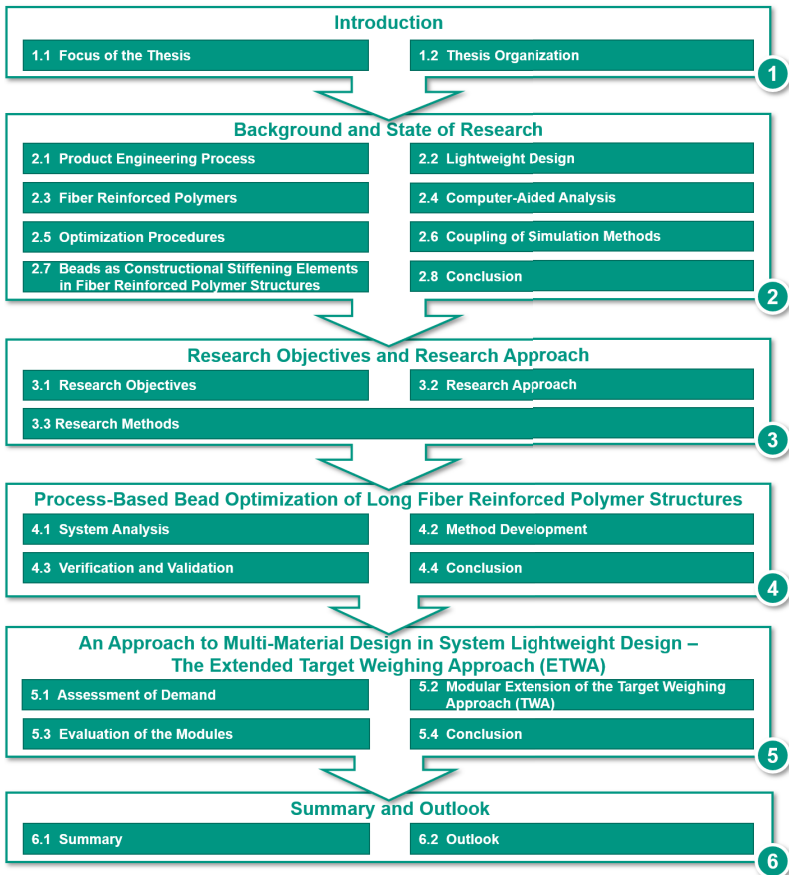 Introduction
1.1 Focus of the Thesis
1.2 Thesis Organization
1
Background and State of Research
2.1 Product Engineering Process
2.2 Lightweight Design
2.3 Fiber Reinforced Polymers
2.4 Computer-Aided Analysis
2.5 Optimization Procedures
2.6 Coupling of Simulation Methods
2.7 Beads as Constructional Stiffening Elements
in Fiber Reinforced Polymer Structures
2.8 Conclusion
2
Research Objectives and Research Approach
3.1 Research Objectives
3.2 Research Approach
3.3 Research Methods
3
Process-Based Bead Optimization of Long Fiber Reinforced Polymer Structures
4.1 System Analysis
4.2 Method Development
4.3 Verification and Validation
4.4 Conclusion
4
An Approach to Multi-Material Design in System Lightweight Design –
The Extended Target Weighing Approach (ETWA)
5.1 Assessment of Demand
5.2 Modular Extension of the Target Weighing
Approach (TWA)
5.3 Evaluation of the Modules
5.4 Conclusion
5
Summary and Outlook
6.1 Summary
6.2 Outlook
6